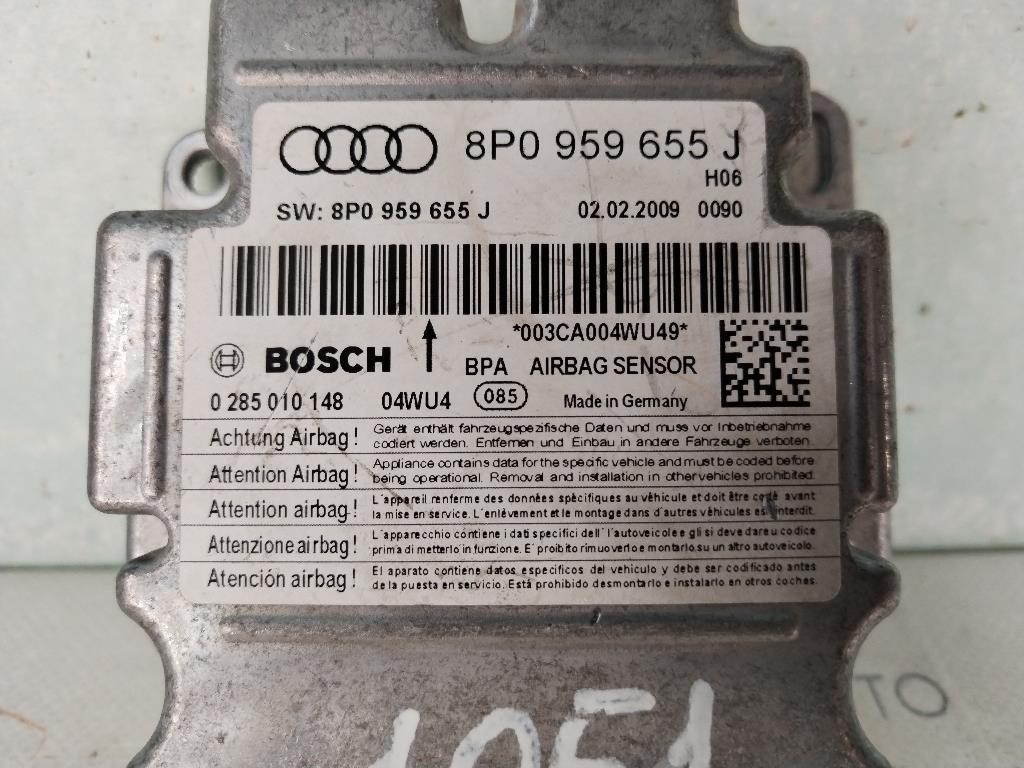 8P0 959 655 J
H06
SW: 8P0 959 655 J 02.02.2009 0090
*003CA004WU49*
BOSCH BPA AIRBAG SENSOR
0 285 010 148 04WU4 085 Made in Germany
Achtung Airbag! Gerät enthält fahrzeugspezifische Daten und muss vor Inbetriebnahme
codiert werden. Entfernen und Einbau in andere Fahrzeuge verboten.
Attention Airbag! Appliance contains data for the specific vehicle and must be coded before
being operational. Removal and installation in other vehicles prohibited.
Attention airbag! L'appareil renferme des données spécifiques au véhicule et doit être codé avant
la mise en service. L'enlèvement et le montage dans d'autres véhicules est interdit.
Attenzione airbag! L'apparecchio contiene i dati specifici dell'autoveicolo e gli si deve dare u codice
prima di metterlo in funzione. E' proibito rimuoverlo e montarlo su un altro autoveicolo.
Atención airbag! El aparato contiene datos especificos del vehiculo y debe ser codificado antes
de la puesta en servicio. Está prohibido desmontarlo e instalarlo en otros coches.
1051
TO